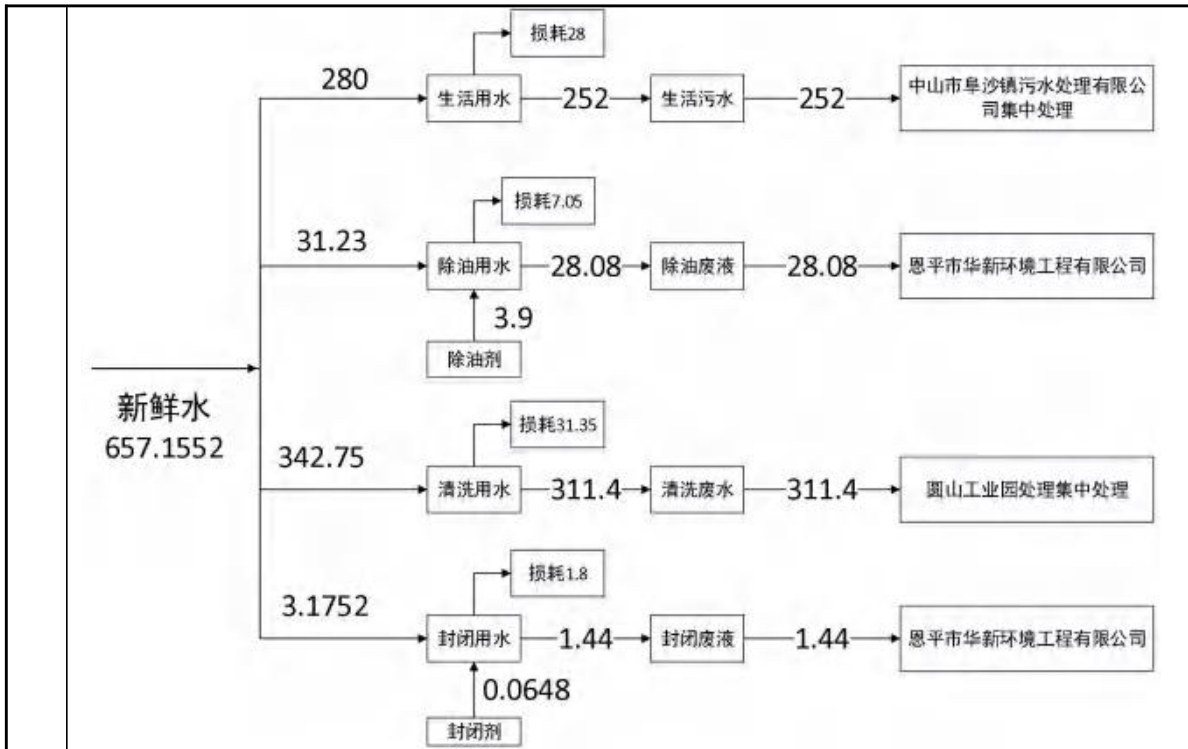 损耗28
280
生活用水
252
生活污水
252
中山市阜沙镇污水处理有限公
司集中处理
损耗7.05
31.23
除油用水
28.08
除油废液
28.08
恩平市华新环境工程有限公司
3.9
除油剂
新鲜水
657.1552
损耗31.35
342.75
清洗用水
311.4
清洗废水
311.4
圆山工业园处理集中处理
损耗1.8
3.1752
封闭用水
1.44
封闭废液
1.44
恩平市华新环境工程有限公司
0.0648
封闭剂